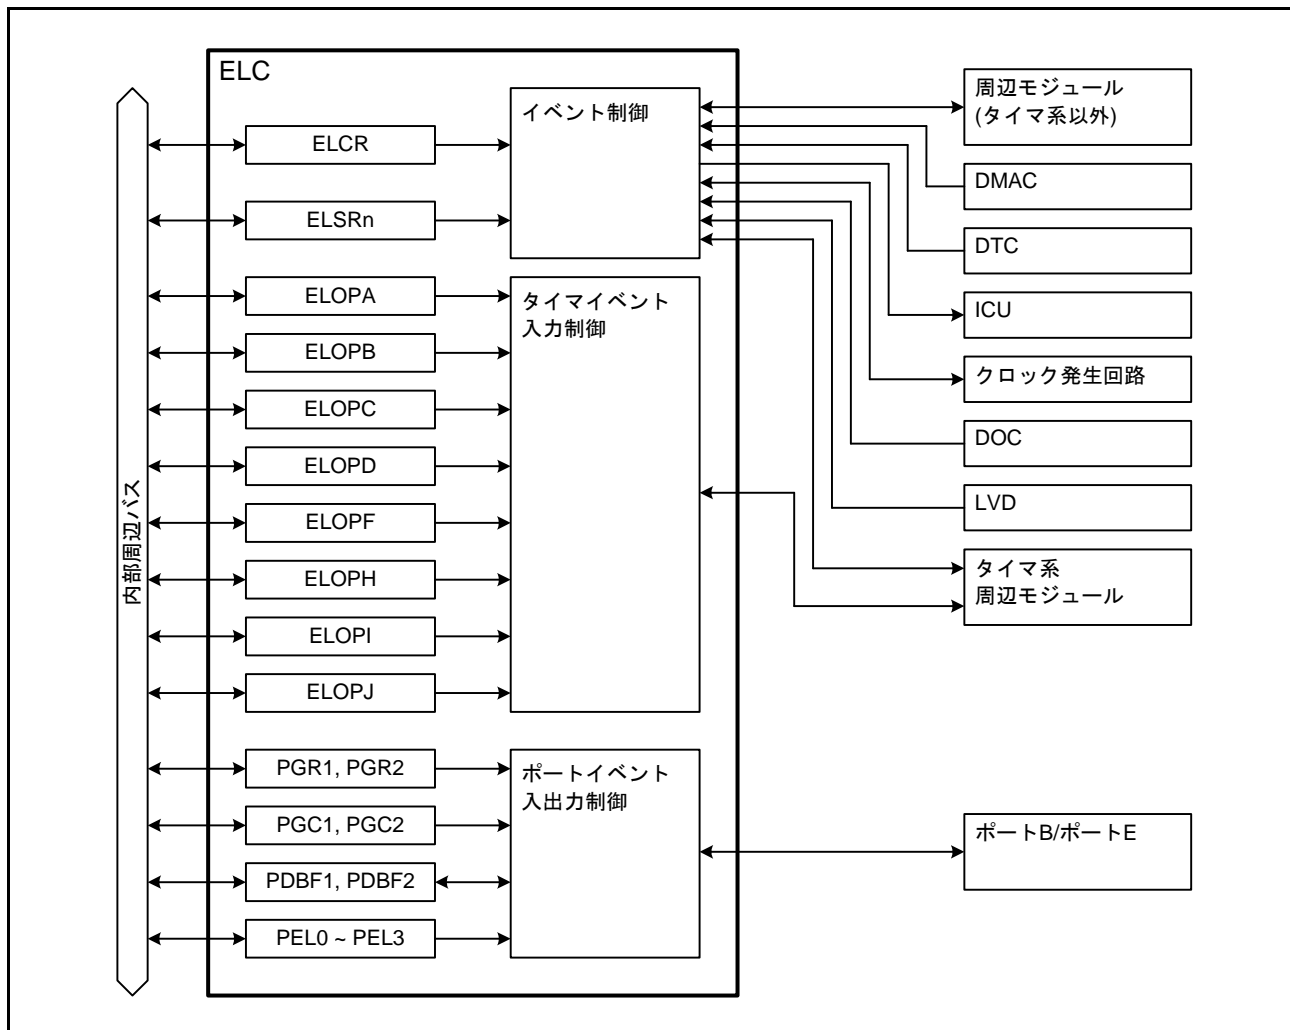 ELC
内部周辺バス
ELCR
ELSRn
ELOPA
ELOPB
ELOPC
ELOPD
ELOPF
ELOPH
ELOPI
ELOPJ
PGR1, PGR2
PGC1, PGC2
PDBF1, PDBF2
PEL0 ~ PEL3
イベント制御
タイマイベント
入力制御
ポートイベント
入出力制御
周辺モジュール
(タイマ系以外)
DMAC
DTC
ICU
クロック発生回路
DOC
LVD
タイマ系
周辺モジュール
ポートB/ポートE